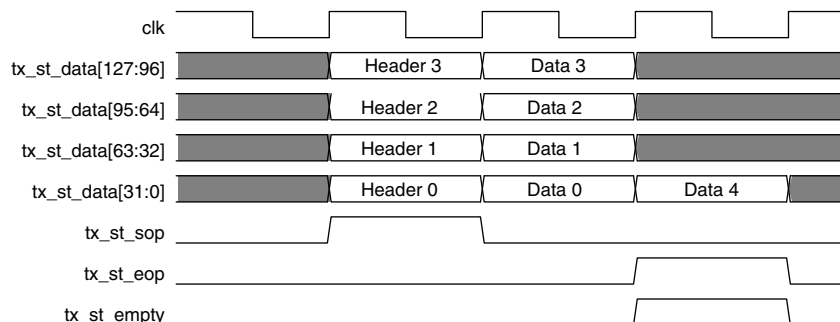 clk
tx_st_data[127:96] Header 3 Data 3
tx_st_data[95:64] Header 2 Data 2
tx_st_data[63:32] Header 1 Data 1
tx_st_data[31:0] Header 0 Data 0 Data 4
tx_st_sop
tx_st_eop
tx_st_empty